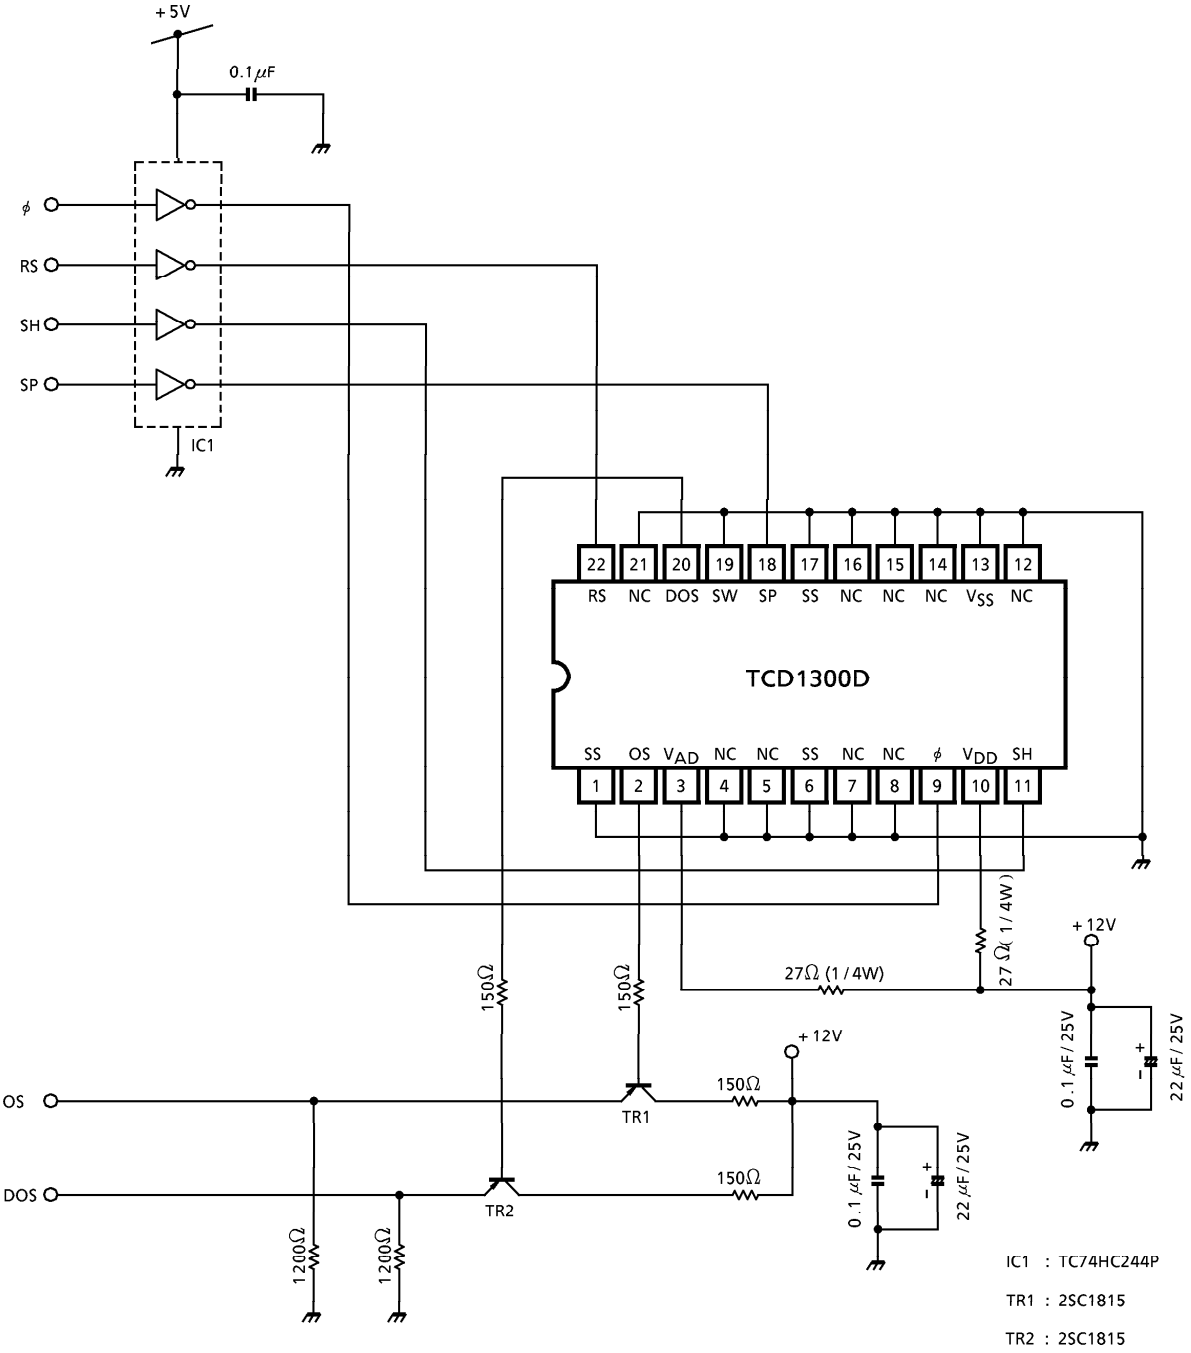 +5V
0.1μF
ϕ
RS
SH
SP
IC1
22 21 20 19 18 17 16 15 14 13 12
RS NC DOS SW SP SS NC NC NC VSS NC
TCD1300D
SS OS VAD NC NC SS NC NC ϕ VDD SH
1 2 3 4 5 6 7 8 9 10 11
27Ω(1/4W)
+12V
27Ω (1/4W)
150Ω
150Ω
0.1μF/25V
+
-
22μF/25V
+12V
OS
TR1
150Ω
DOS
TR2
150Ω
0.1μF/25V
+
-
22μF/25V
1200Ω
1200Ω
IC1 : TC74HC244P
TR1 : 2SC1815
TR2 : 2SC1815